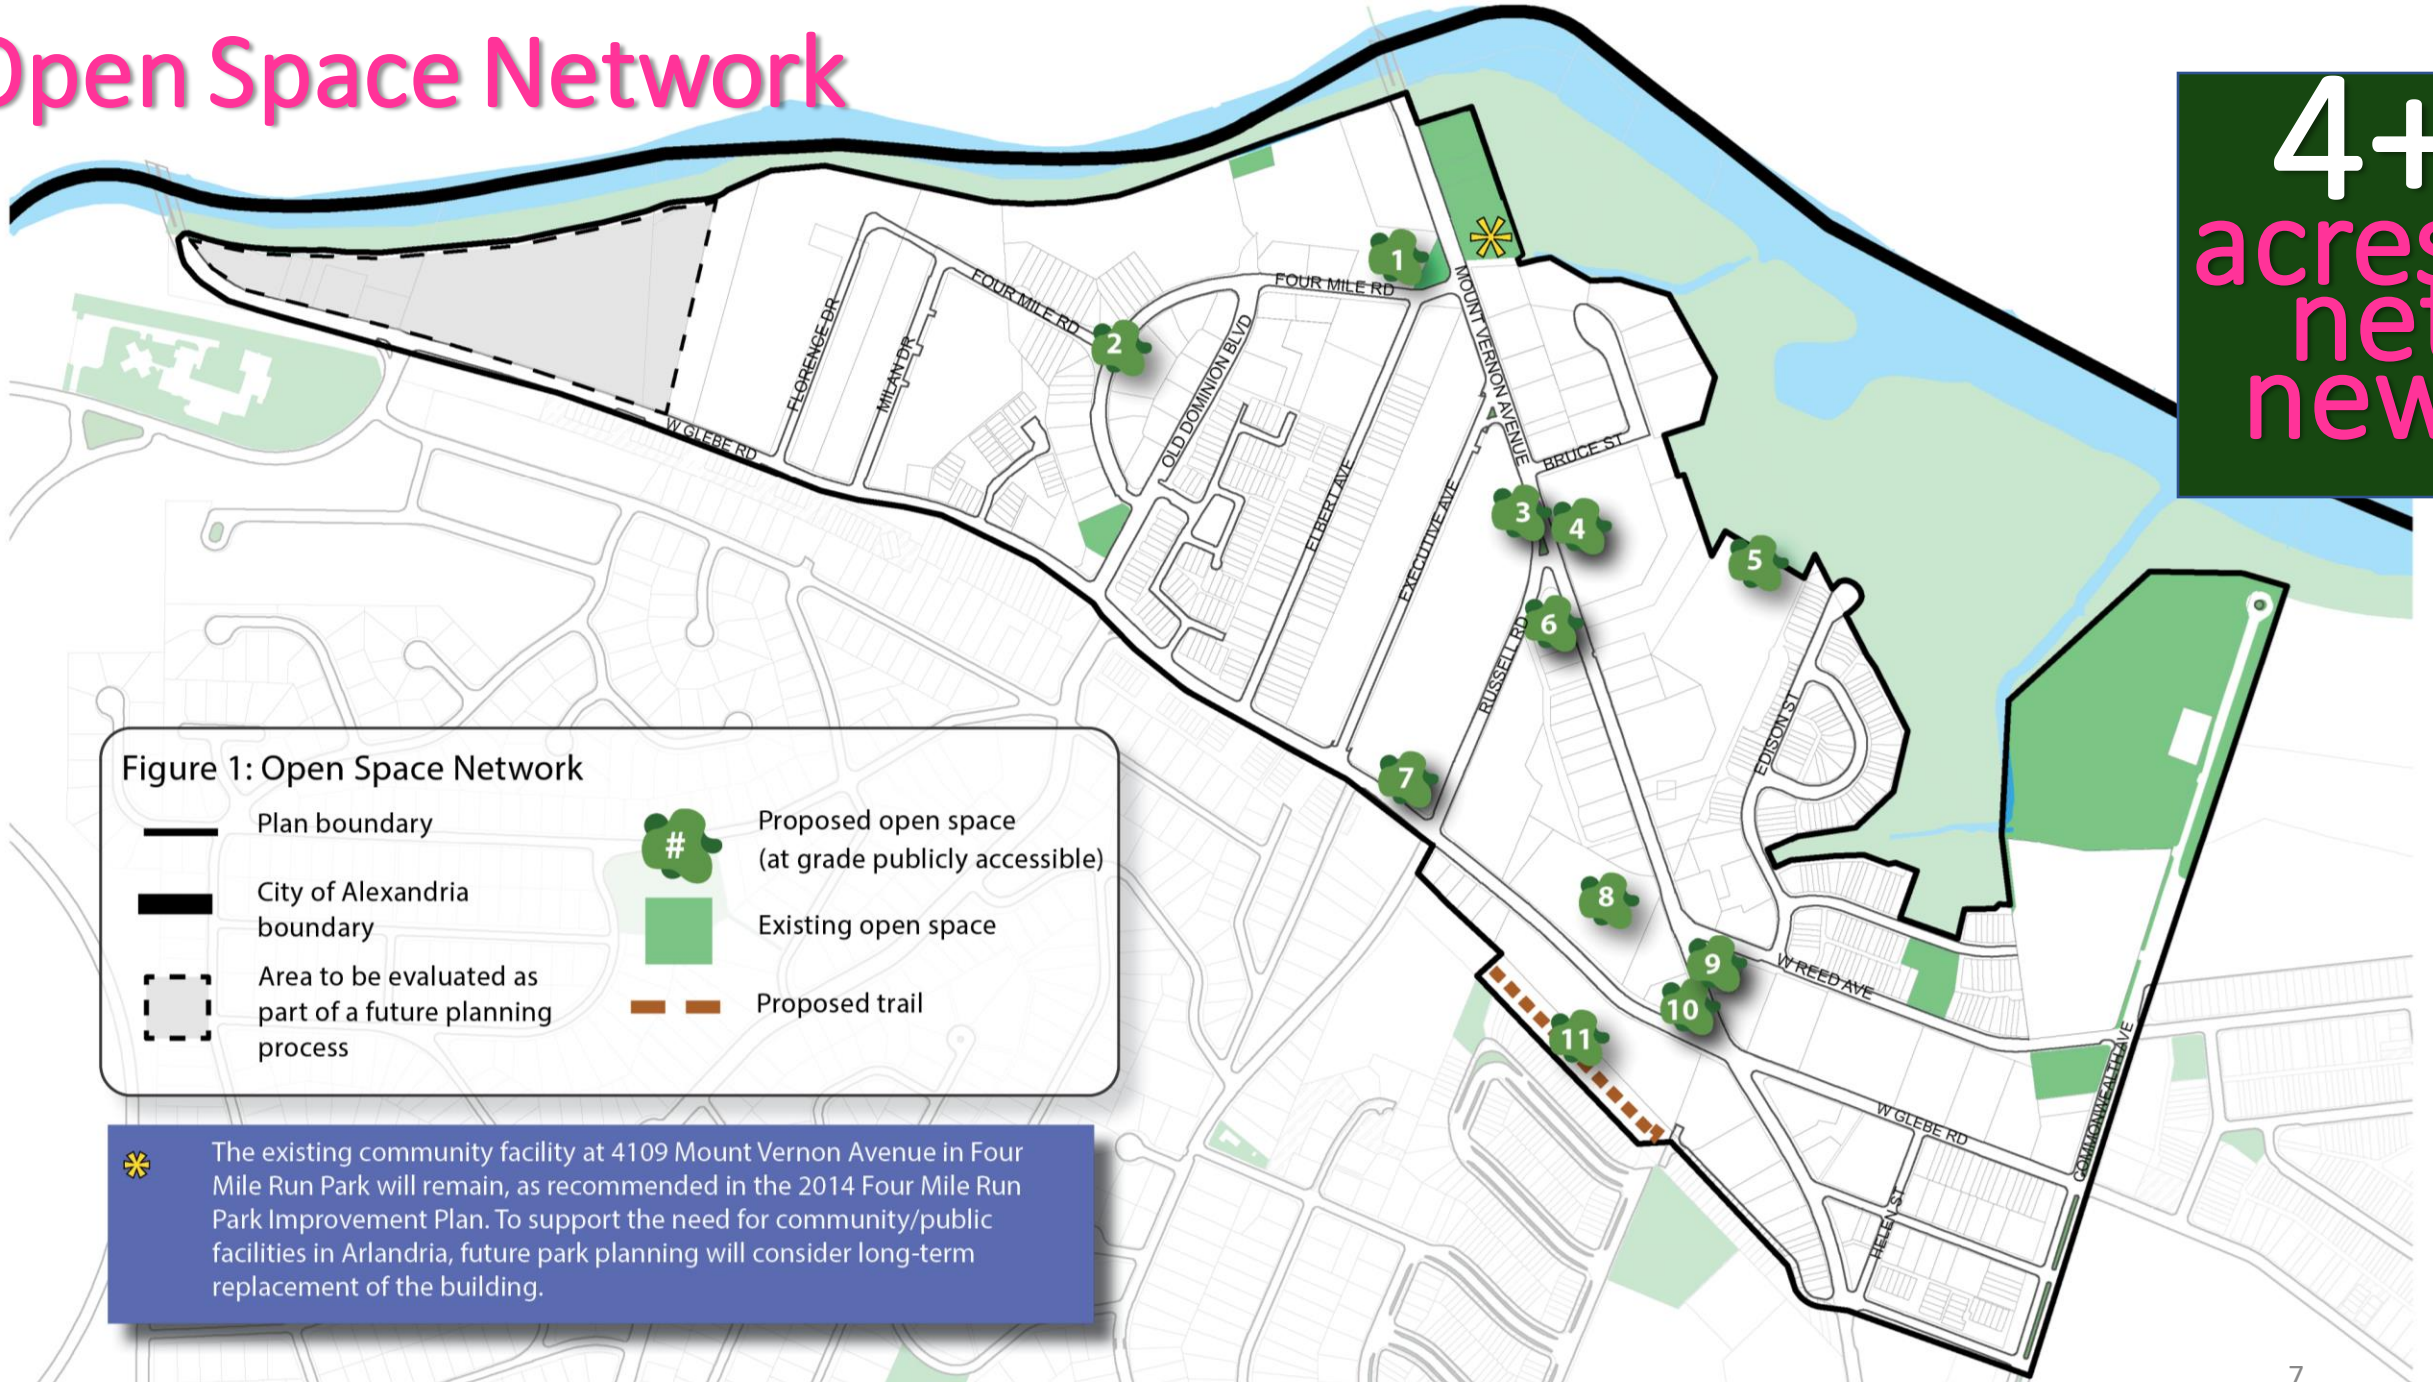 Open Space Network
4+
acres
net
new
1
FOUR MILE RD
FOUR MILE RD
MOUNT VERNON AVENUE
2
FLORENCE DR
MILAN DR
OLD DOMINION BLVD
W GLEBE RD
BRUCE ST
ELBERT AVE
EXECUTIVE AVE
3
4
5
6
RUSSELL RD
EDISON ST
7
8
9
W REED AVE
10
11
W GLEBE RD
COMMONWEALTH AVE
HELEN ST
Figure 1: Open Space Network
Plan boundary
City of Alexandria
boundary
Area to be evaluated as
part of a future planning
process
#
Proposed open space
(at grade publicly accessible)
Existing open space
Proposed trail
The existing community facility at 4109 Mount Vernon Avenue in Four
Mile Run Park will remain, as recommended in the 2014 Four Mile Run
Park Improvement Plan. To support the need for community/public
facilities in Arlandria, future park planning will consider long-term
replacement of the building.
7